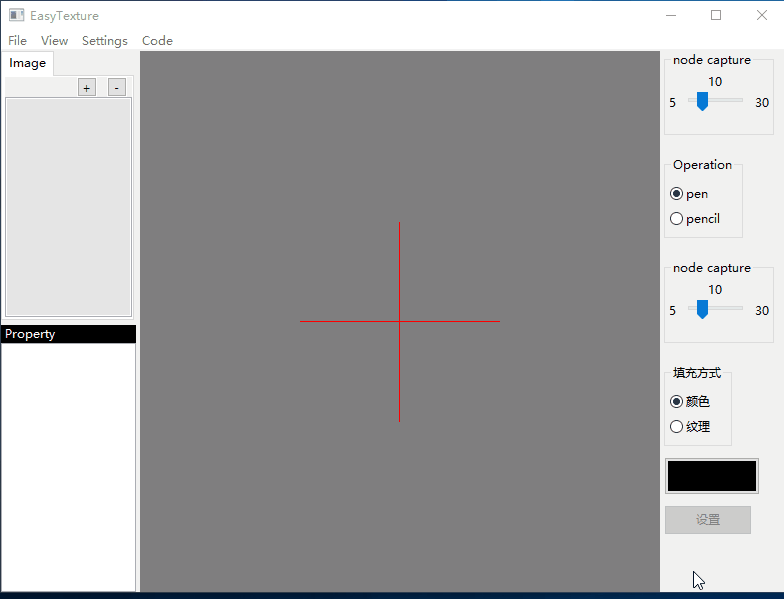 EasyTexture
File View Settings Code
Image
+ -
Property
node capture
10
5 30
Operation
pen
pencil
node capture
10
5 30
填充方式
颜色
纹理
设置